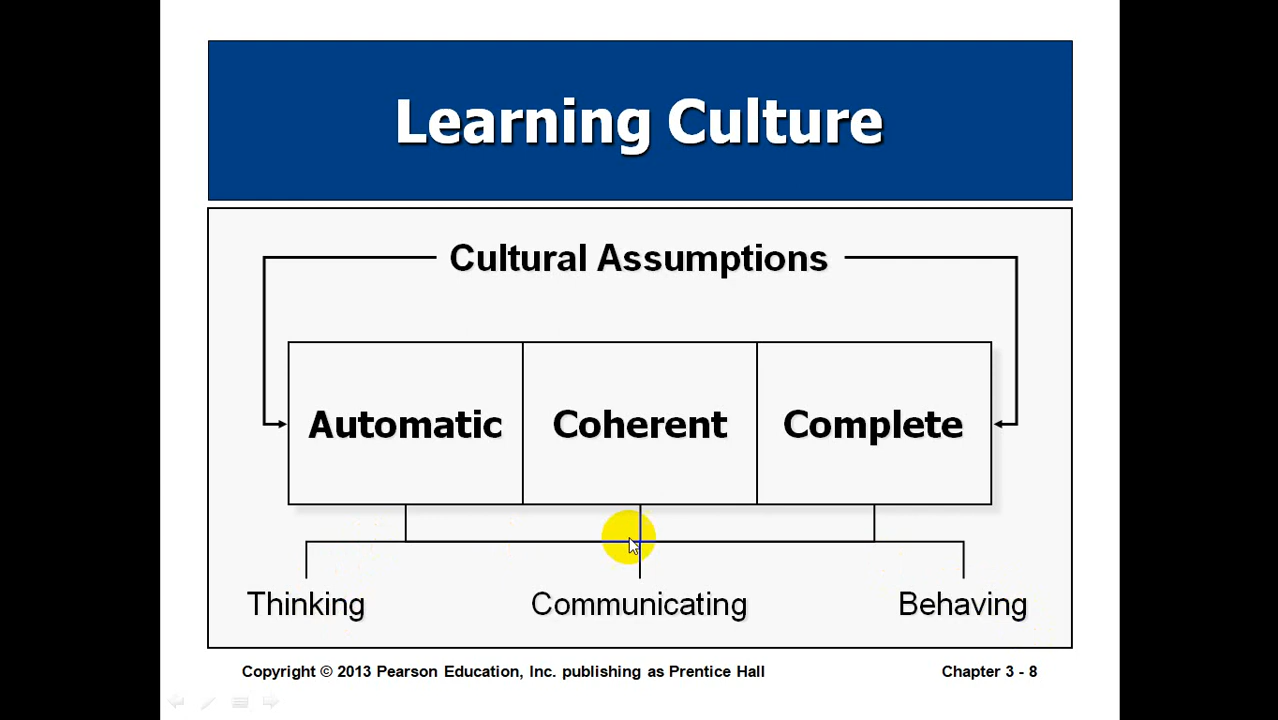 Learning Culture
Cultural Assumptions
Automatic Coherent Complete
Thinking Communicating Behaving
Copyright © 2013 Pearson Education, Inc. publishing as Prentice Hall Chapter 3 - 8